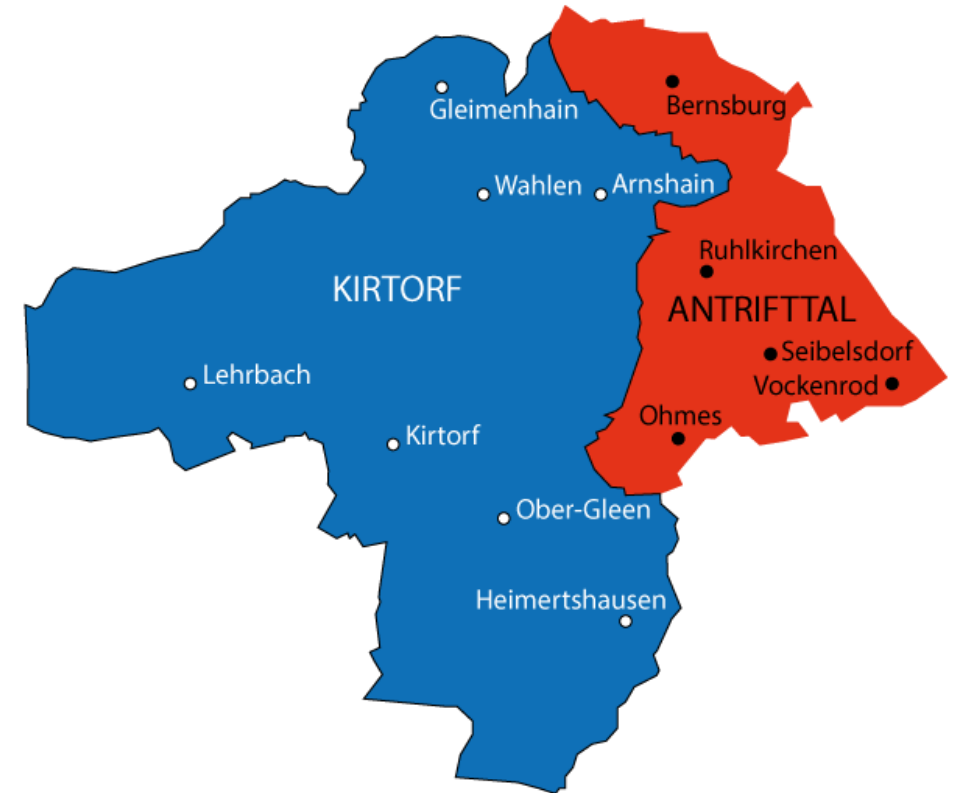 Bernsburg
Gleimenhain
Wahlen
Arnshain
Ruhlkirchen
KIRTORF
ANTRIFTTAL
Seibelsdorf
Lehrbach
Vockenrod
Ohmes
Kirtorf
Ober-Gleen
Heimertshausen